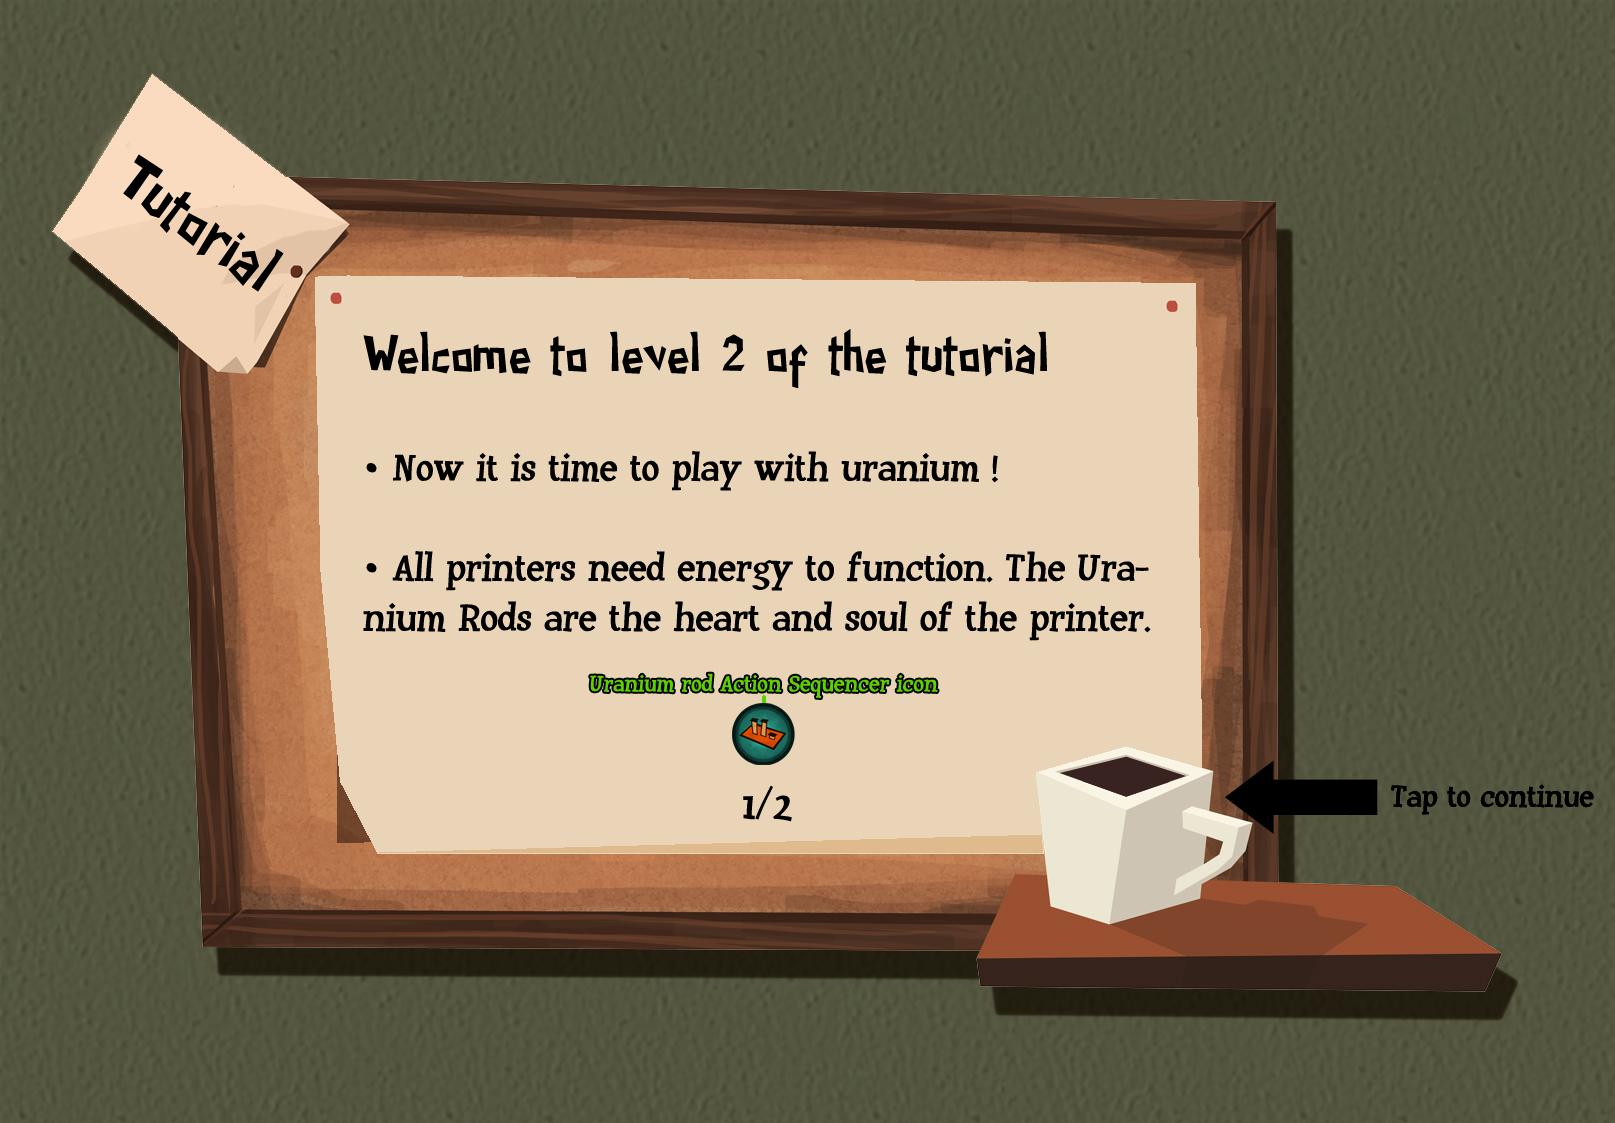 Tutorial
Welcome to level 2 of the tutorial
• Now it is time to play with uranium !
• All printers need energy to function. The Ura-
nium Rods are the heart and soul of the printer.
Uranium rod Action Sequencer icon
1/2
Tap to continue